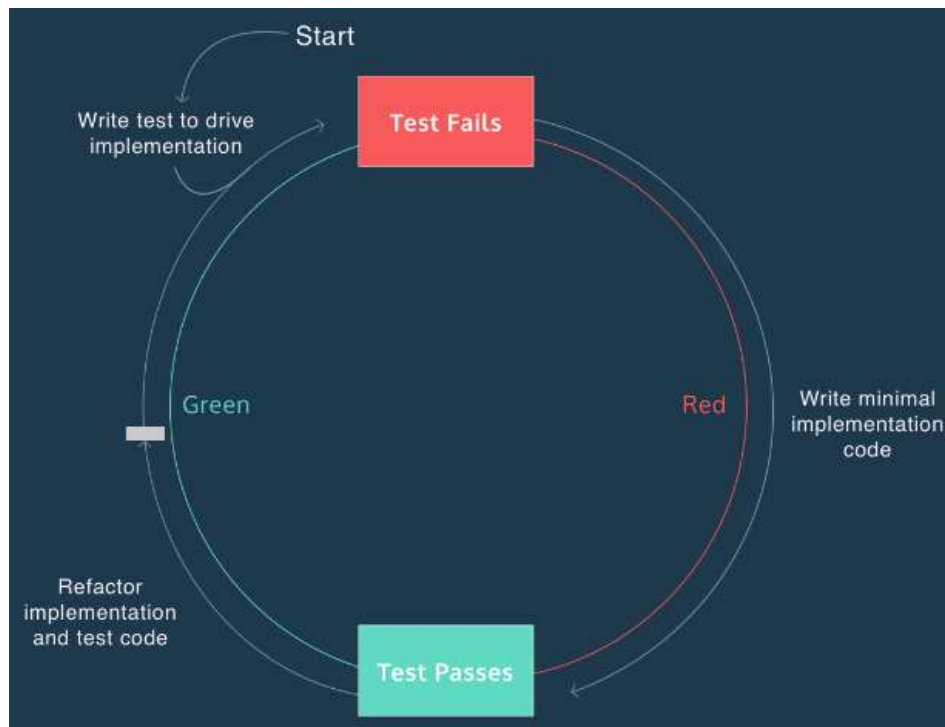 Start
Test Fails
Write test to drive
implementation
Green
Red
Write minimal
implementation
code
Refactor
implementation
and test code
Test Passes